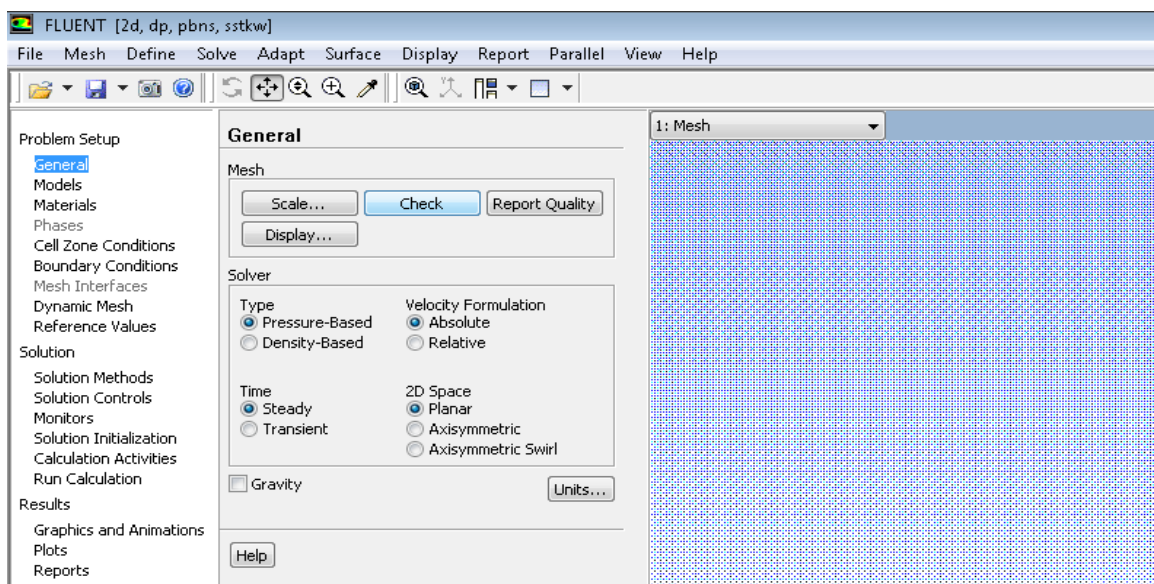 FLUENT [2d, dp, pbns, sstkw]
File Mesh Define Solve Adapt Surface Display Report Parallel View Help
Problem Setup
General
Models
Materials
Phases
Cell Zone Conditions
Boundary Conditions
Mesh Interfaces
Dynamic Mesh
Reference Values
Solution
Solution Methods
Solution Controls
Monitors
Solution Initialization
Calculation Activities
Run Calculation
Results
Graphics and Animations
Plots
Reports
General
Mesh
Scale... Check Report Quality
Display...
Solver
Type Velocity Formulation
Pressure-Based Absolute
Density-Based Relative
Time 2D Space
Steady Planar
Transient Axisymmetric
Axisymmetric Swirl
Gravity Units...
Help
1: Mesh